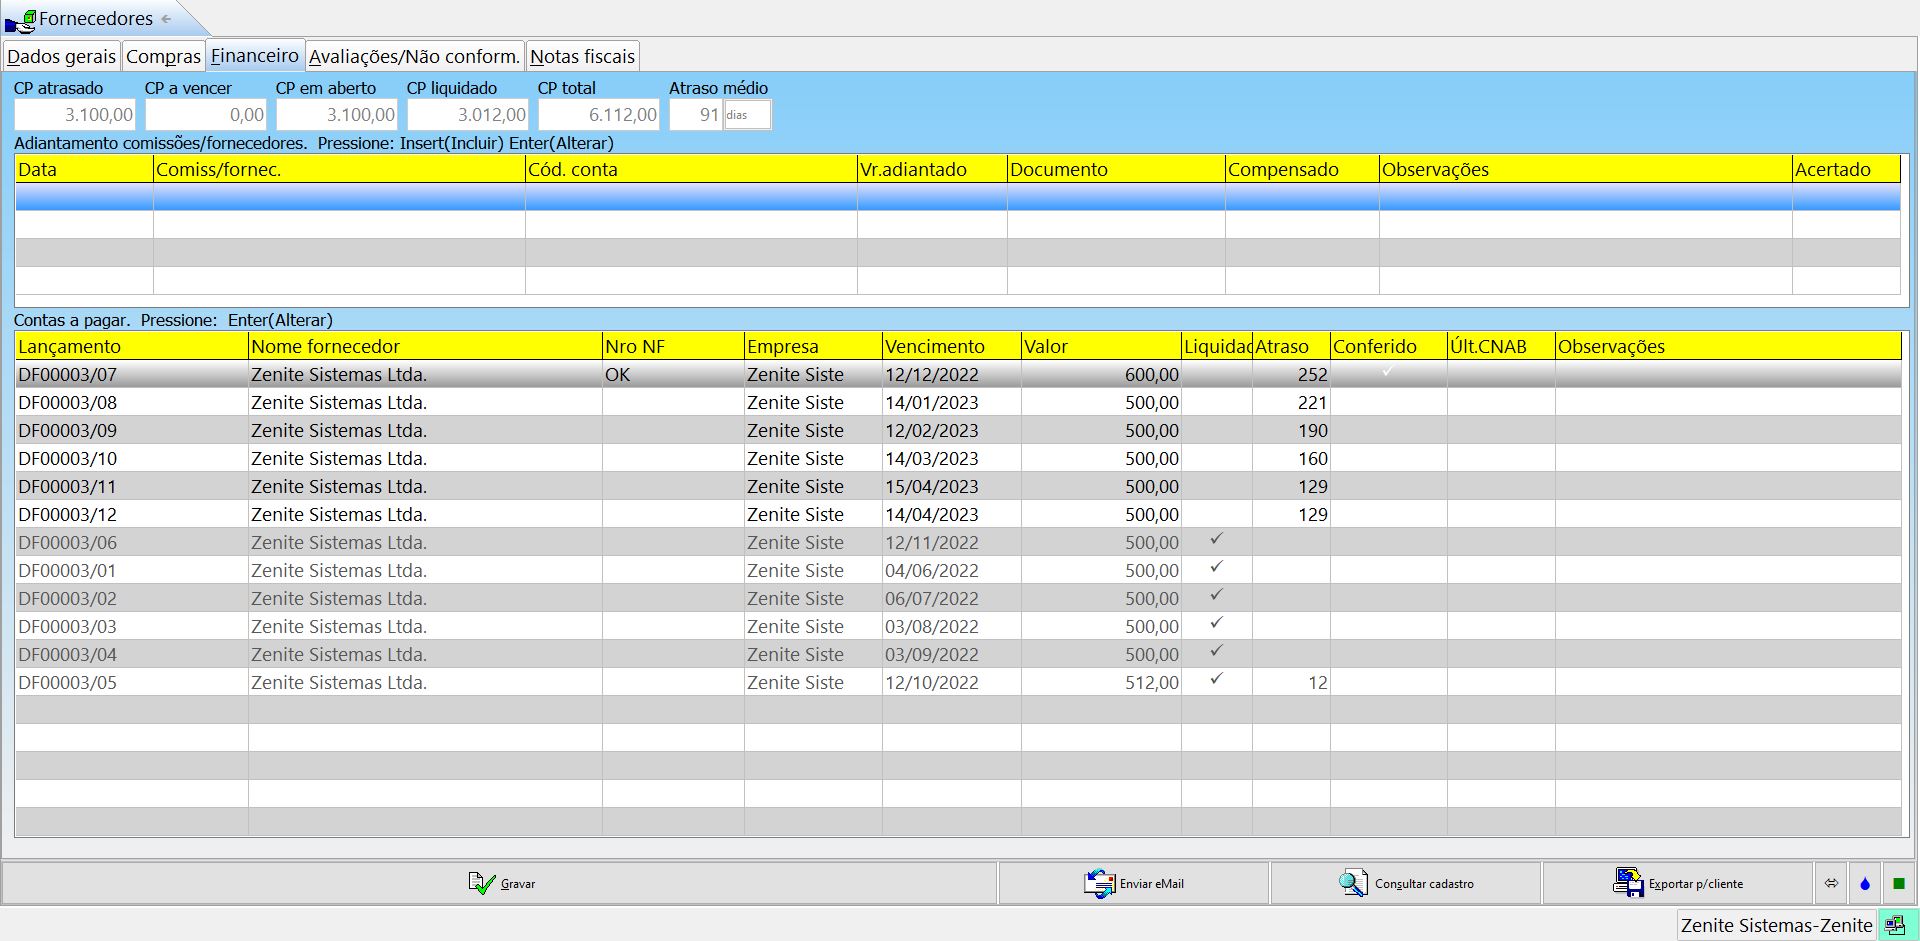 Fornecedores
Dados gerais Compras Financeiro Avaliações/Não conform. Notas fiscais
CP atrasado CP a vencer CP em aberto CP liquidado CP total Atraso médio
3.100,00 0,00 3.100,00 3.012,00 6.112,00 91 dias
Adiantamento comissões/fornecedores. Pressione: Insert(Incluir) Enter(Alterar)
Data Comiss/fornec. Cód. conta Vr.adiantado Documento Compensado Observações Acertado
Contas a pagar. Pressione: Enter(Alterar)
Lançamento Nome fornecedor Nro NF Empresa Vencimento Valor Liquidac Atraso Conferido Últ.CNAB Observações
DF00003/07 Zenite Sistemas Ltda. OK Zenite Siste 12/12/2022 600,00 252 ✓
DF00003/08 Zenite Sistemas Ltda. Zenite Siste 14/01/2023 500,00 221
DF00003/09 Zenite Sistemas Ltda. Zenite Siste 12/02/2023 500,00 190
DF00003/10 Zenite Sistemas Ltda. Zenite Siste 14/03/2023 500,00 160
DF00003/11 Zenite Sistemas Ltda. Zenite Siste 15/04/2023 500,00 129
DF00003/12 Zenite Sistemas Ltda. Zenite Siste 14/04/2023 500,00 129
DF00003/06 Zenite Sistemas Ltda. Zenite Siste 12/11/2022 500,00 ✓
DF00003/01 Zenite Sistemas Ltda. Zenite Siste 04/06/2022 500,00 ✓
DF00003/02 Zenite Sistemas Ltda. Zenite Siste 06/07/2022 500,00 ✓
DF00003/03 Zenite Sistemas Ltda. Zenite Siste 03/08/2022 500,00 ✓
DF00003/04 Zenite Sistemas Ltda. Zenite Siste 03/09/2022 500,00 ✓
DF00003/05 Zenite Sistemas Ltda. Zenite Siste 12/10/2022 512,00 ✓ 12
Gravar Enviar eMail Consultar cadastro Exportar p/cliente
Zenite Sistemas-Zenite